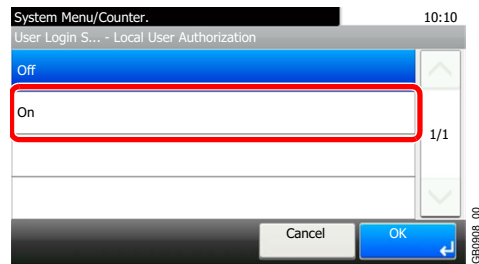 System Menu/Counter.
10:10
User Login S... - Local User Authorization
Off
On
1/1
Cancel
OK
GB0908_00